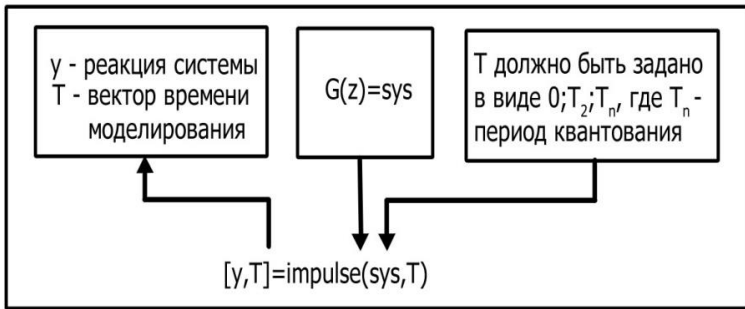 y - реакция системы
T - вектор времени
моделирования
G(z)=sys
T должно быть задано
в виде 0;T₂;Tₙ, где Tₙ -
период квантования
[y,T]=impulse(sys,T)